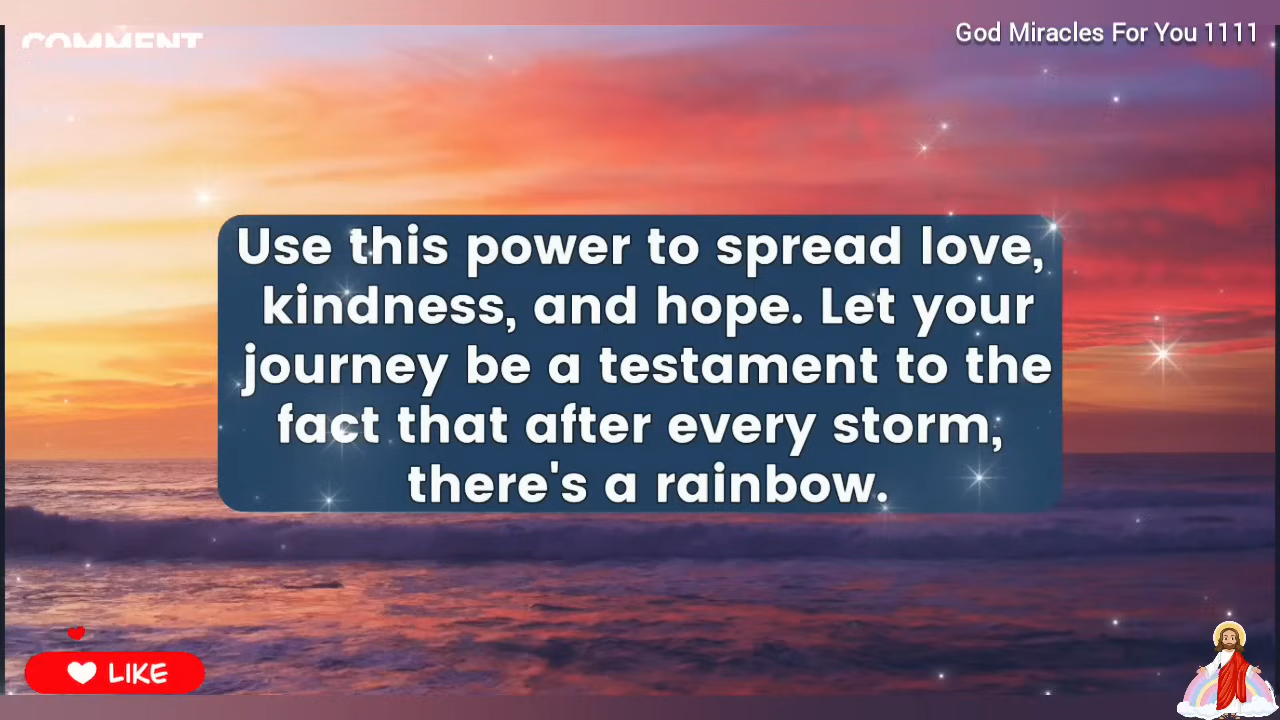 COMMENT
God Miracles For You 1111
Use this power to spread love,
kindness, and hope. Let your
journey be a testament to the
fact that after every storm,
there's a rainbow.
LIKE